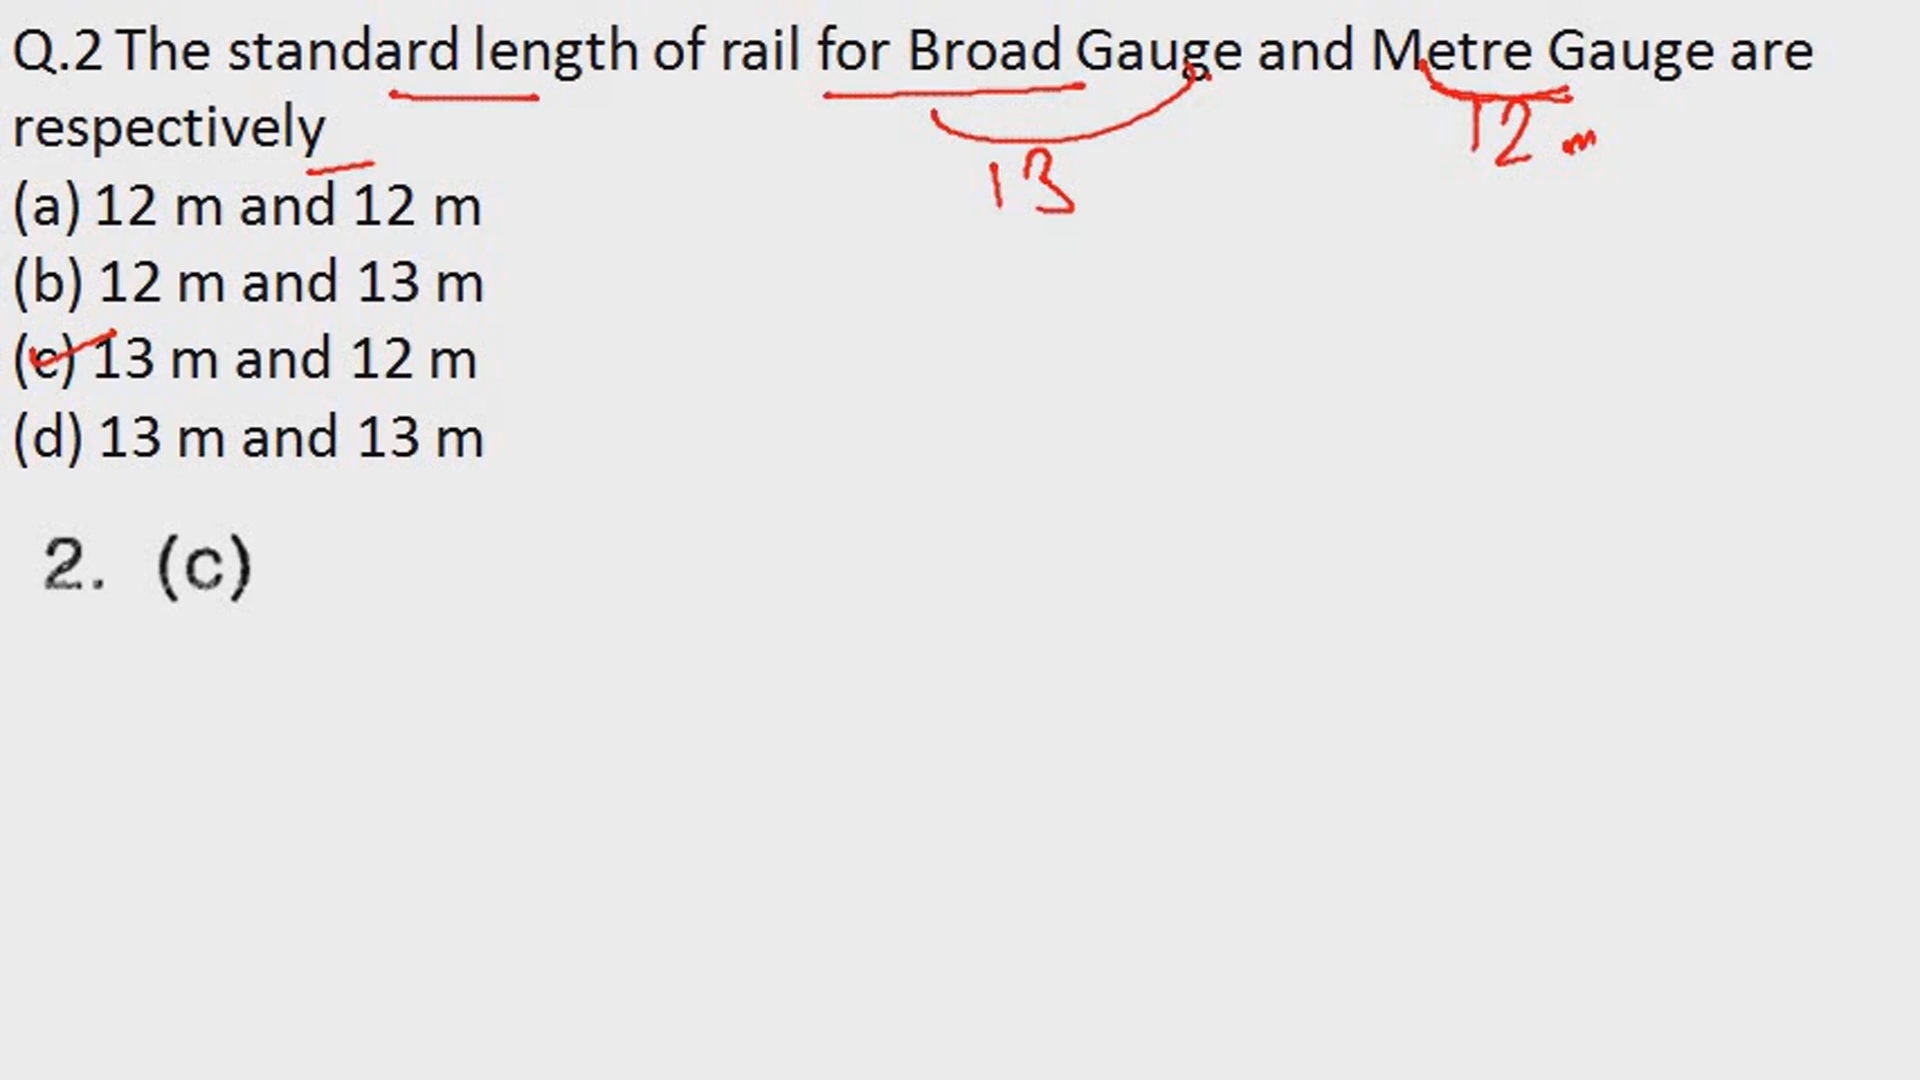 Q.2 The standard length of rail for Broad Gauge and Metre Gauge are
respectively
12 m
13
(a) 12 m and 12 m
(b) 12 m and 13 m
(c) 13 m and 12 m
(d) 13 m and 13 m
2. (c)